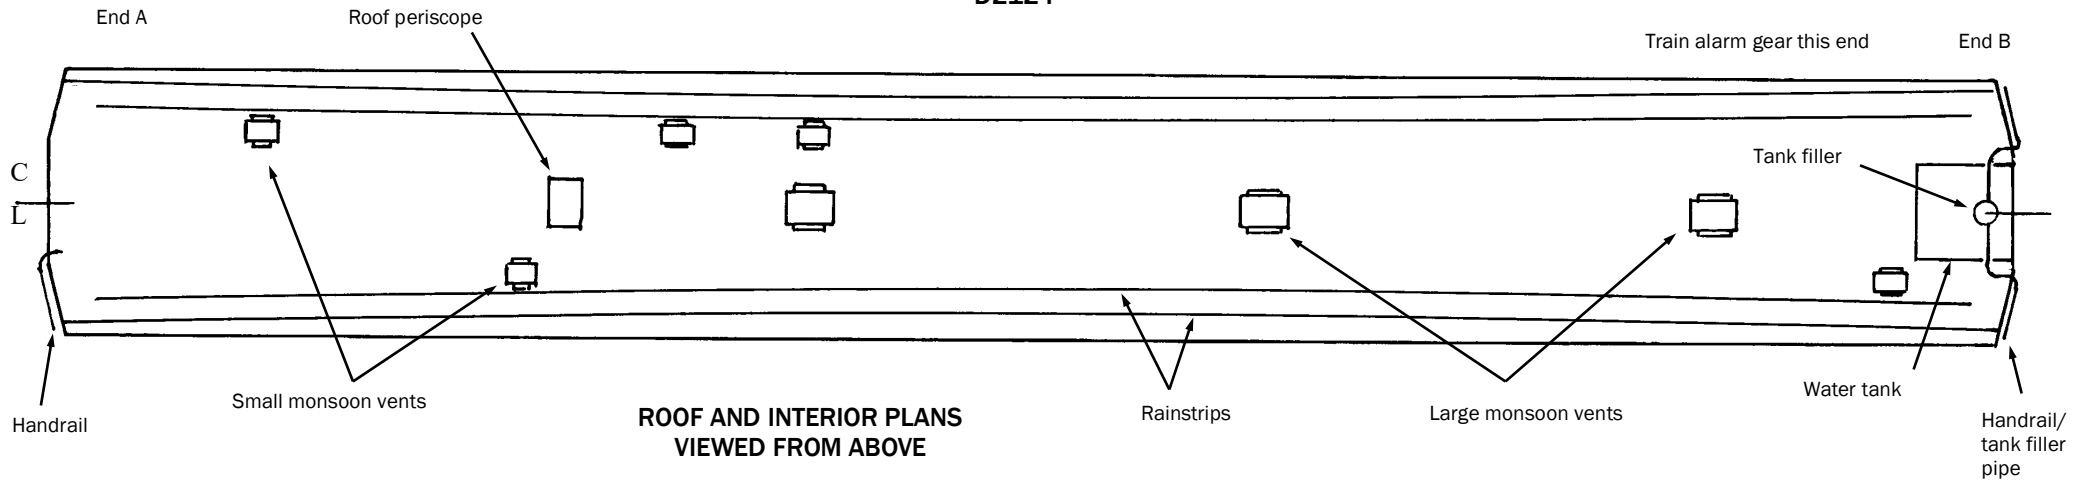 End A
Roof periscope
Train alarm gear this end
End B
Tank filler
C
L
Small monsoon vents
Handrail
ROOF AND INTERIOR PLANS
VIEWED FROM ABOVE
Rainstrips
Large monsoon vents
Water tank
Handrail/
tank filler
pipe